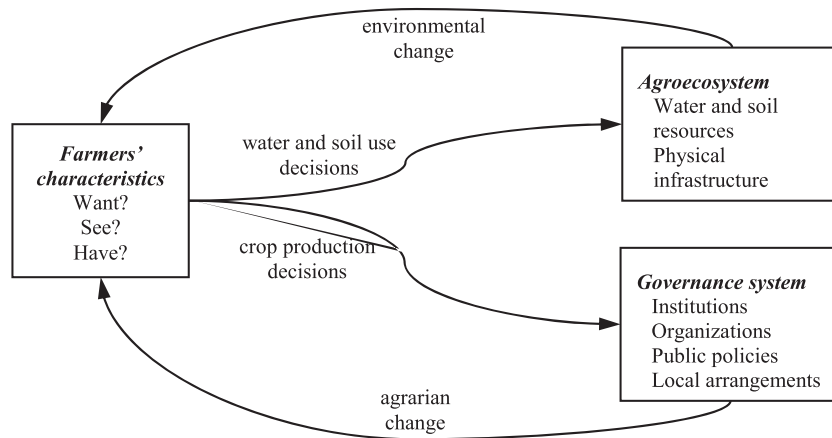 environmental
change
Agroecosystem
Water and soil
resources
Physical
infrastructure
water and soil use
decisions
Farmers'
characteristics
Want?
See?
Have?
crop production
decisions
Governance system
Institutions
Organizations
Public policies
Local arrangements
agrarian
change